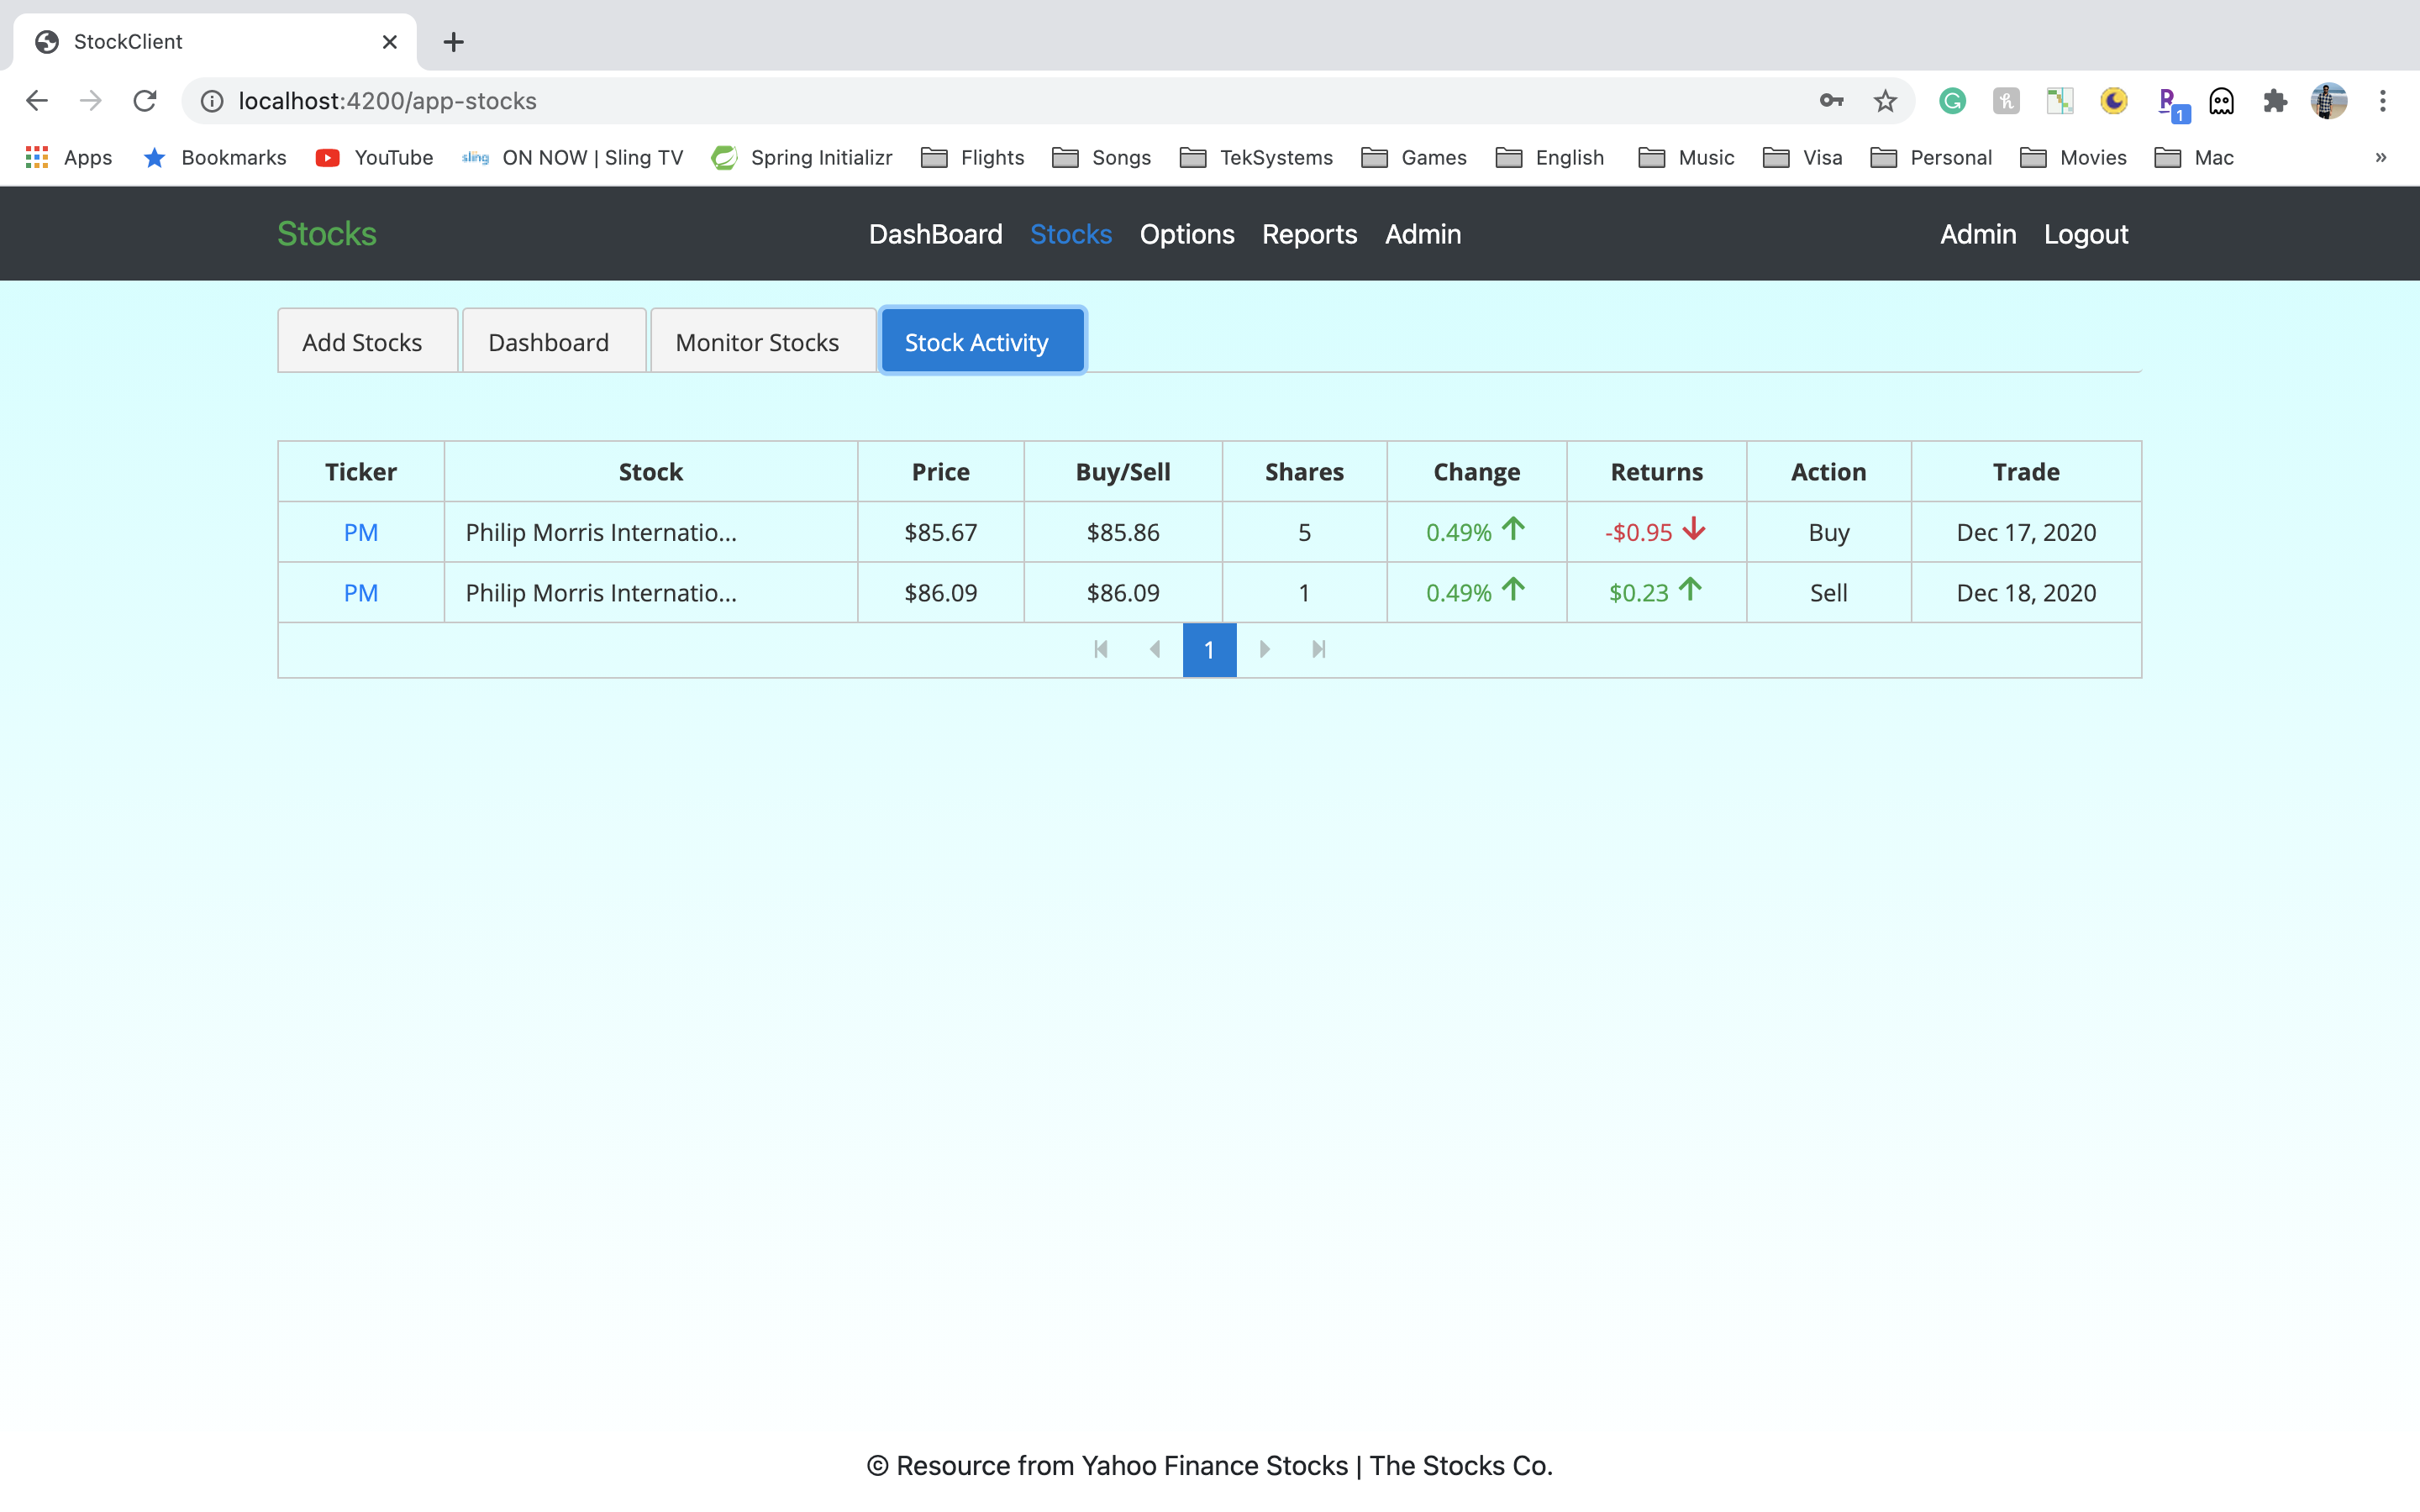 StockClient
localhost:4200/app-stocks
1
Apps Bookmarks YouTube sling ON NOW | Sling TV Spring Initializr Flights Songs TekSystems Games English Music Visa Personal Movies Mac »
Stocks DashBoard Stocks Options Reports Admin Admin Logout
Add Stocks Dashboard Monitor Stocks Stock Activity
Ticker Stock Price Buy/Sell Shares Change Returns Action Trade
PM Philip Morris Internatio... $85.67 $85.86 5 0.49% -$0.95 Buy Dec 17, 2020
PM Philip Morris Internatio... $86.09 $86.09 1 0.49% $0.23 Sell Dec 18, 2020
1
© Resource from Yahoo Finance Stocks | The Stocks Co.